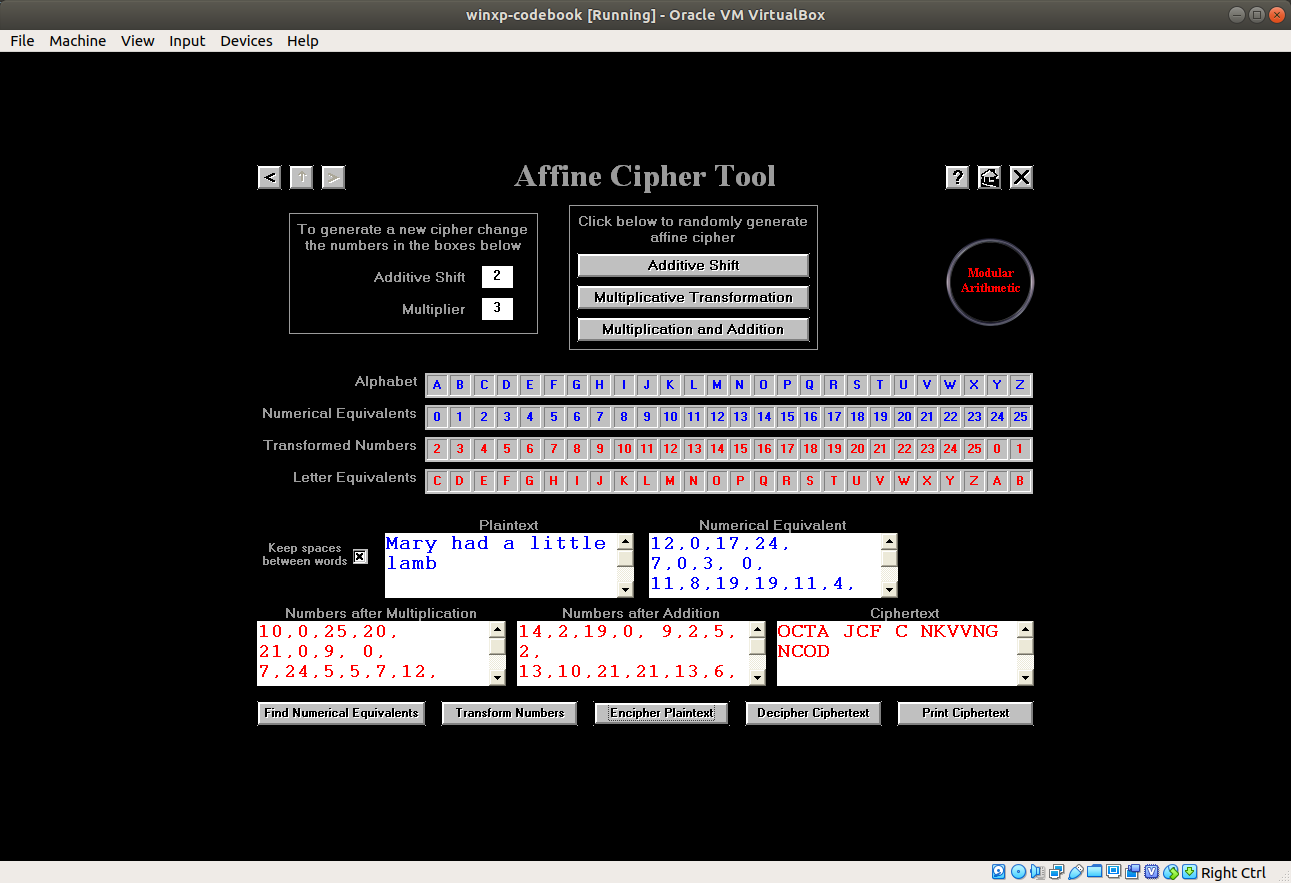 winxp-codebook [Running] - Oracle VM VirtualBox
File Machine View Input Devices Help
< ↑ > Affine Cipher Tool ? X
To generate a new cipher change
the numbers in the boxes below
Additive Shift 2
Multiplier 3
Click below to randomly generate
affine cipher
Additive Shift
Multiplicative Transformation
Multiplication and Addition
Modular
Arithmetic
Alphabet A B C D E F G H I J K L M N O P Q R S T U V W X Y Z
Numerical Equivalents 0 1 2 3 4 5 6 7 8 9 10 11 12 13 14 15 16 17 18 19 20 21 22 23 24 25
Transformed Numbers 2 3 4 5 6 7 8 9 10 11 12 13 14 15 16 17 18 19 20 21 22 23 24 25 0 1
Letter Equivalents C D E F G H I J K L M N O P Q R S T U V W X Y Z A B
Keep spaces
between words
Plaintext
Mary had a little
lamb
Numerical Equivalent
12,0,17,24,
7,0,3, 0,
11,8,19,19,11,4,
Numbers after Multiplication
10,0,25,20,
21,0,9, 0,
7,24,5,5,7,12,
Numbers after Addition
14,2,19,0, 9,2,5,
2,
13,10,21,21,13,6,
Ciphertext
OCTA JCF C NKVVNG
NCOD
Find Numerical Equivalents Transform Numbers Encipher Plaintext Decipher Ciphertext Print Ciphertext
Right Ctrl